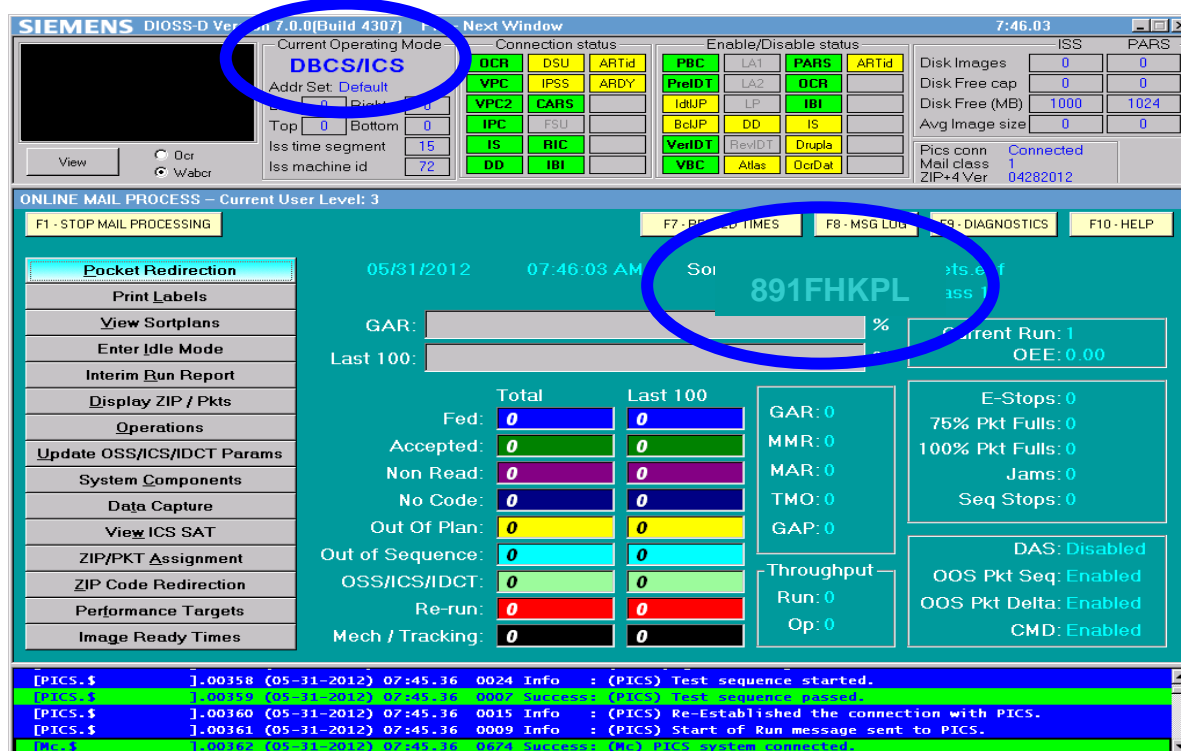 SIEMENS DIOSS-D Version 7.0.0(Build 4307) - Next Window 7:46.03
Current Operating Mode
DBCS/ICS
Addr Set: Default
0 Right 0
Top 0 Bottom 0
Iss time segment 15
Iss machine id 72
View
Ocr
Wabcr
Connection status
OCR DSU ARTid
VPC IPSS ARDY
VPC2 CARS
IPC FSU
IS RIC
DD IBI
Enable/Disable status
PBC LA1 PARS ARTid
PreIDT LA2 OCR
IdtIJP LP IBI
BclJP DD IS
VerIDT RevIDT Drupla
VBC Atlas OcrDat
ISS PARS
Disk Images 0 0
Disk Free cap 0 0
Disk Free (MB) 1000 1024
Avg Image size 0 0
Pics conn Connected
Mail class 1
ZIP+4 Ver 04282012
ONLINE MAIL PROCESS – Current User Level: 3
F1 - STOP MAIL PROCESSING
F7 - TIMES
F8 - MSG LOG
F9 - DIAGNOSTICS
F10 - HELP
Pocket Redirection
Print Labels
View Sortplans
Enter Idle Mode
Interim Run Report
Display ZIP / Pkts
Operations
Update OSS/ICS/IDCT Params
System Components
Data Capture
View ICS SAT
ZIP/PKT Assignment
ZIP Code Redirection
Performance Targets
Image Ready Times
05/31/2012 07:46:03 AM
891FHKPL
GAR: %
Last 100:
Total Last 100
Fed: 0 0
Accepted: 0 0
Non Read: 0 0
No Code: 0 0
Out Of Plan: 0 0
Out of Sequence: 0 0
OSS/ICS/IDCT: 0 0
Re-run: 0 0
Mech / Tracking: 0 0
GAR: 0
MMR: 0
MAR: 0
TMO: 0
GAP: 0
Throughput
Run: 0
Op: 0
Current Run: 1
OEE: 0.00
E-Stops: 0
75% Pkt Fulls: 0
100% Pkt Fulls: 0
Jams: 0
Seq Stops: 0
DAS: Disabled
OOS Pkt Seq: Enabled
OOS Pkt Delta: Enabled
CMD: Enabled
[PICS.$ ].00358 (05-31-2012) 07:45.36 0024 Info : (PICS) Test sequence started.
[PICS.$ ].00359 (05-31-2012) 07:45.36 0007 Success: (PICS) Test sequence passed.
[PICS.$ ].00360 (05-31-2012) 07:45.36 0015 Info : (PICS) Re-Established the connection with PICS.
[PICS.$ ].00361 (05-31-2012) 07:45.36 0009 Info : (PICS) Start of Run message sent to PICS.
[Mc.$ ].00362 (05-31-2012) 07:45.36 0674 Success: (Mc) PICS system connected.